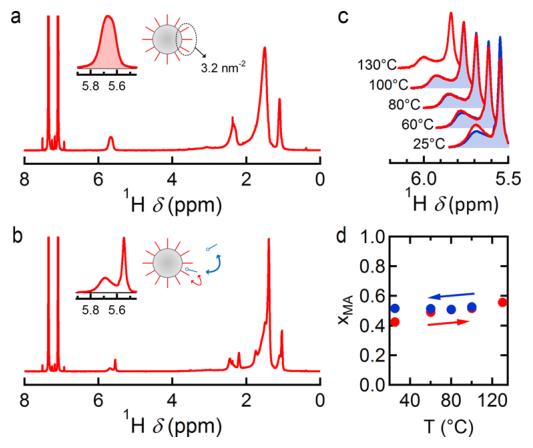 a
5.8 5.6
3.2 nm⁻²
8 6 4 2 0
¹H δ (ppm)
b
5.8 5.6
8 6 4 2 0
¹H δ (ppm)
c
130°C
100°C
80°C
60°C
25°C
6.0 5.5
¹H δ (ppm)
d
1.0
0.8
0.6
0.4
0.2
0.0
x_MA
40 80 120
T (°C)